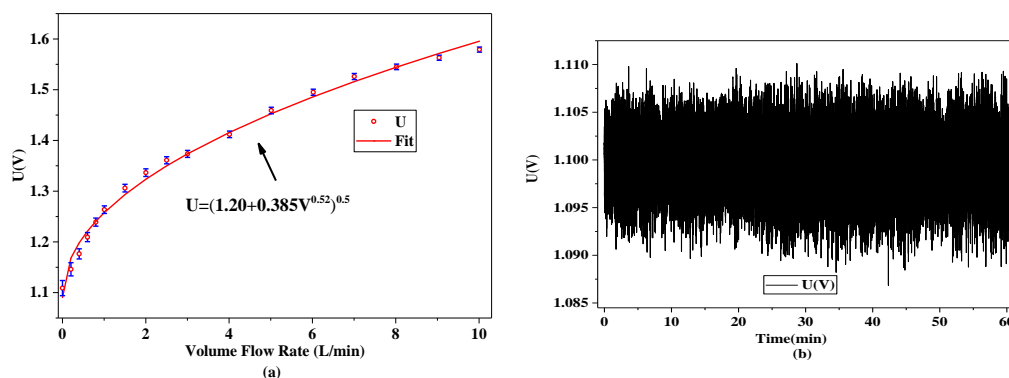 1.6
1.5
1.4
1.3
1.2
1.1
U(V)
U
Fit
U=(1.20+0.385V^0.52)^0.5
0 2 4 6 8 10
Volume Flow Rate (L/min)
(a)
1.110
1.105
1.100
1.095
1.090
1.085
U(V)
U(V)
0 10 20 30 40 50 60
Time(min)
(b)